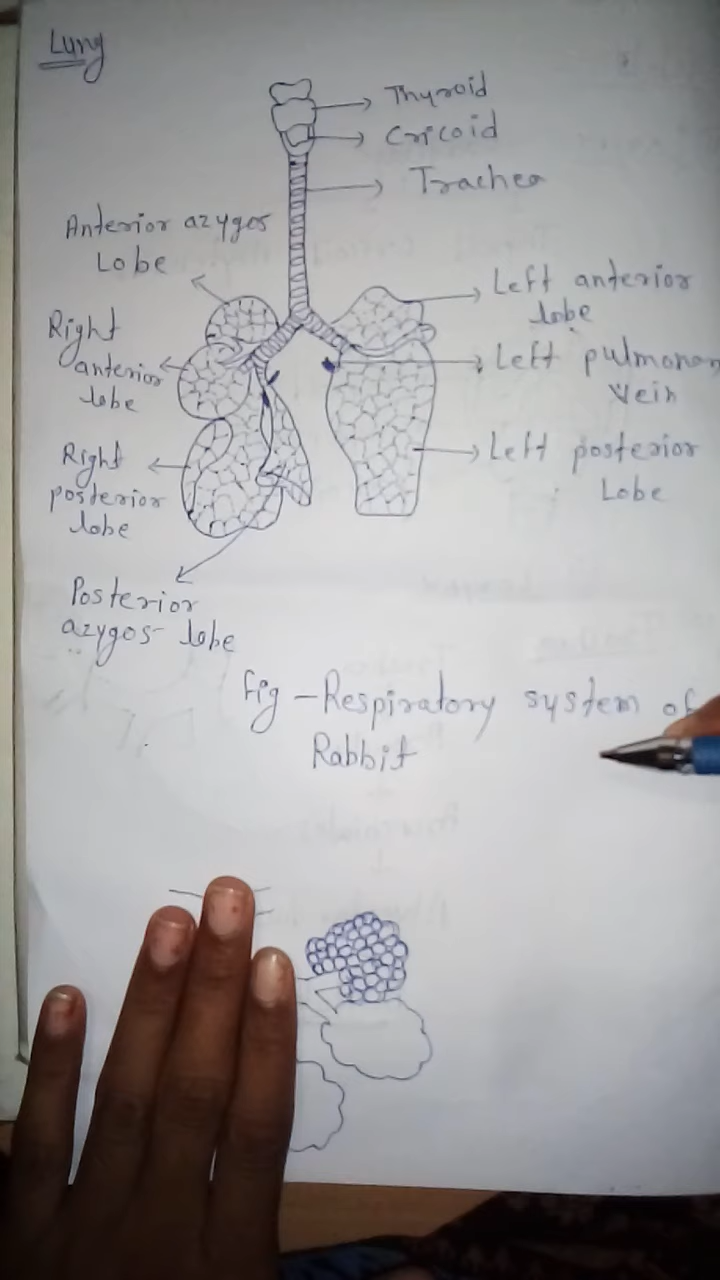 Lung
Thyroid
Cricoid
Trachea
Anterior azygos
Lobe
Right
anterior
lobe
Right
posterior
lobe
Posterior
azygos lobe
Left anterior
lobe
Left pulmonary
vein
Left posterior
Lobe
Fig - Respiratory system of
Rabbit